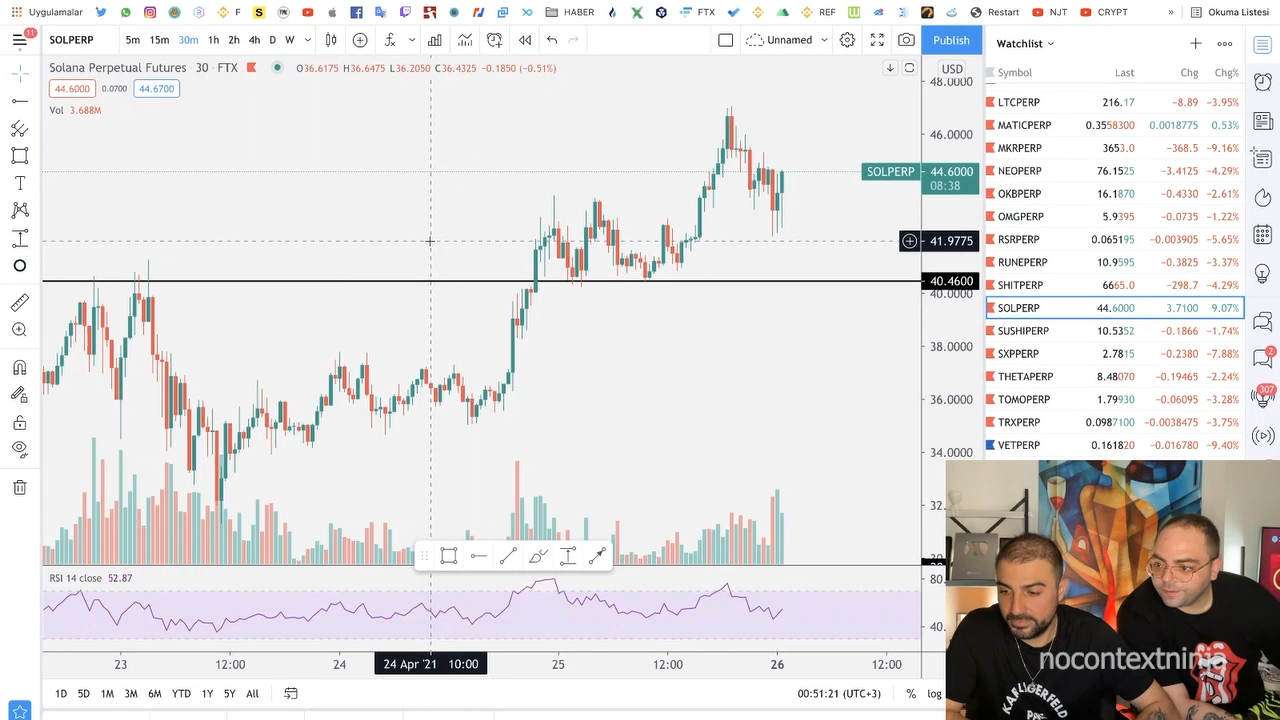 Uygulamalar F S HABER FTX REF Restart NJT CRYPT » Okuma Listesi
11 SOLPERP 5m 15m 30m 1h 2h 4h D W Unnamed Publish Watchlist
Solana Perpetual Futures · 30 · FTX O36.6175 H36.6475 L36.2050 C36.4325 −0.1850 (−0.51%) USD
44.6000 0.0700 44.6700
Vol 3.688M
48.0000
46.0000
SOLPERP 44.6000
08:38
41.9775
40.4600
40.0000
38.0000
36.0000
34.0000
32.
RSI 14 close 52.87
80
40.
23 12:00 24 24 Apr '21 10:00 25 12:00 26 12:00
1D 5D 1M 3M 6M YTD 1Y 5Y All 00:51:21 (UTC+3) % log
Symbol Last Chg Chg%
LTCPERP 216.17 −8.89 −3.95%
MATICPERP 0.3558300 0.0018775 0.53%
MKRPERP 3653.0 −368.5 −9.16%
NEOPERP 76.1525 −3.4125 −4.29%
OKBPERP 16.1870 −0.4330 −2.61%
OMGPERP 5.9395 −0.0735 −1.22%
RSRPERP 0.065195 −0.003905 −5.65%
RUNEPERP 10.9595 −0.3825 −3.37%
SHITPERP 6665.0 −298.7 −4.29%
SOLPERP 44.6000 3.7100 9.07%
SUSHIPERP 10.5352 −0.1866 −1.74%
SXPPERP 2.7815 −0.2380 −7.88%
THETAPERP 8.48070 −0.19465 −2.24%
TOMOPERP 1.79930 −0.06095 −3.28%
TRXPERP 0.0987100 −0.0038475 −3.75%
VETPERP 0.161820 −0.016780 −9.40%
2
307
nocontextninja
KARL LAGERFELD